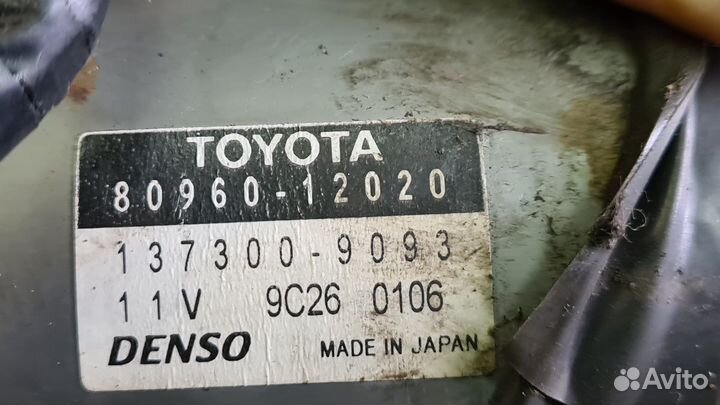 TOYOTA
80960-12020
137300-9093
11V 9C26 0106
DENSO MADE IN JAPAN
Avito